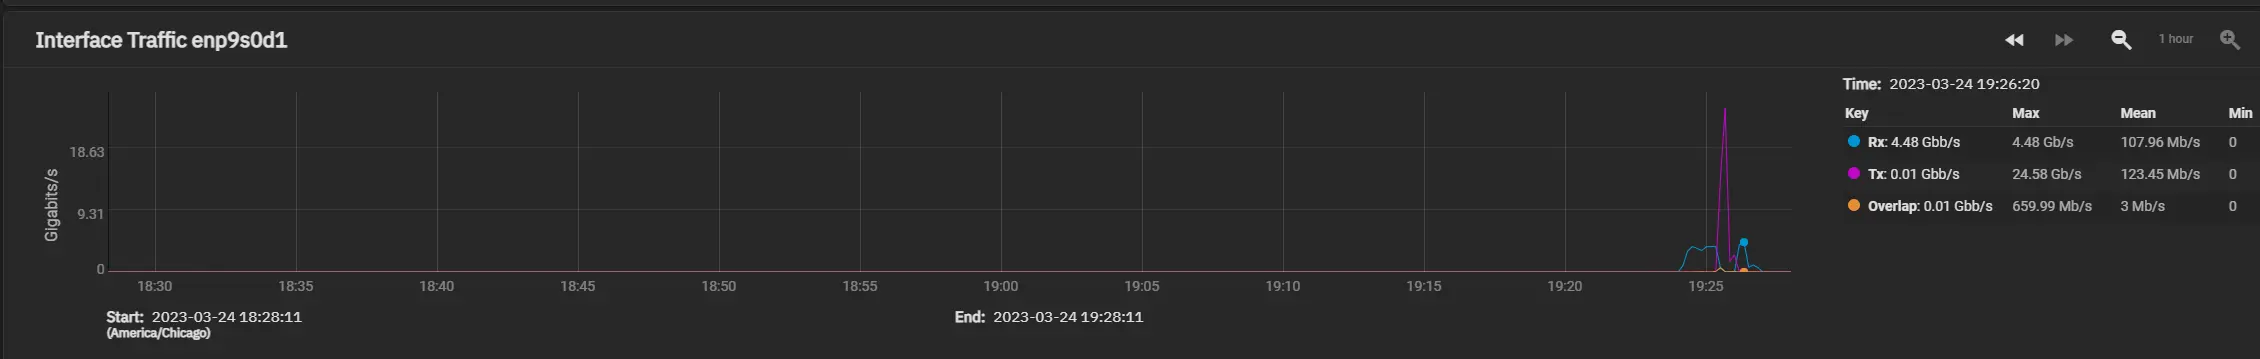 Interface Traffic enp9s0d1
1 hour
Time: 2023-03-24 19:26:20
Key Max Mean Min
Rx: 4.48 Gbb/s 4.48 Gb/s 107.96 Mb/s 0
Tx: 0.01 Gbb/s 24.58 Gb/s 123.45 Mb/s 0
Overlap: 0.01 Gbb/s 659.99 Mb/s 3 Mb/s 0
Gigabits/s
18.63
9.31
0
18:30 18:35 18:40 18:45 18:50 18:55 19:00 19:05 19:10 19:15 19:20 19:25
Start: 2023-03-24 18:28:11
(America/Chicago)
End: 2023-03-24 19:28:11